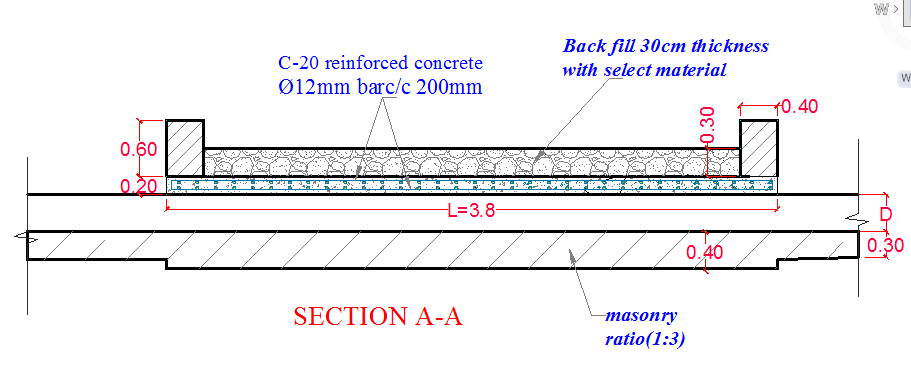 W >
Back fill 30cm thickness
with select material
W
C-20 reinforced concrete
Ø12mm barc/c 200mm
0.40
0.30
0.60
0.20
L=3.8
D
0.40
0.30
SECTION A-A
masonry
ratio(1:3)